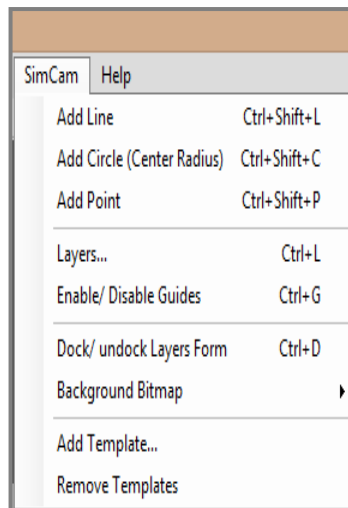 SimCam Help
Add Line Ctrl+Shift+L
Add Circle (Center Radius) Ctrl+Shift+C
Add Point Ctrl+Shift+P
Layers... Ctrl+L
Enable/ Disable Guides Ctrl+G
Dock/ undock Layers Form Ctrl+D
Background Bitmap
Add Template...
Remove Templates